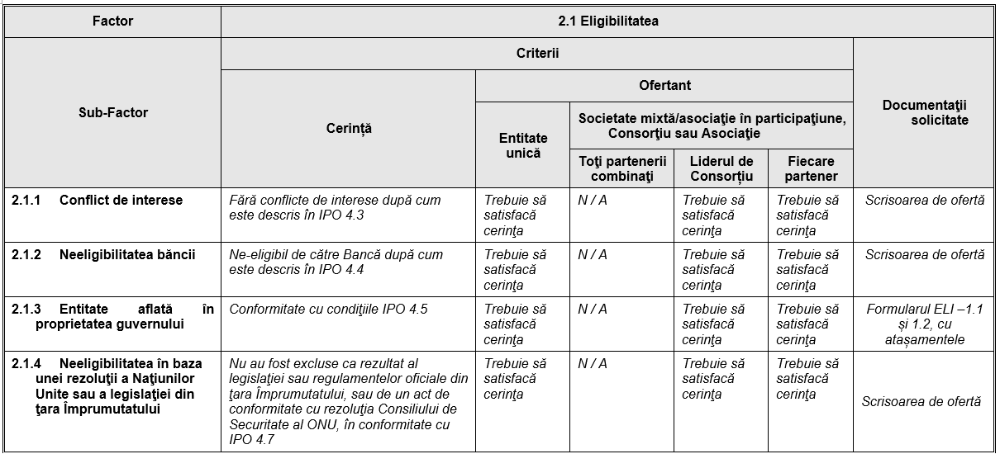 Factor
2.1 Eligibilitatea
Sub-Factor
Criterii
Documentaţii
solicitate
Cerință
Ofertant
Entitate
unică
Societate mixtă/asociaţie în participaţiune,
Consorţiu sau Asociaţie
Toţi partenerii
combinaţi
Liderul de
Consorțiu
Fiecare
partener
2.1.1 Conflict de interese
Fără conflicte de interese după cum
este descris în IPO 4.3
Trebuie să
satisfacă
cerinţa
N / A
Trebuie să
satisfacă
cerinţa
Trebuie să
satisfacă
cerinţa
Scrisoarea de ofertă
2.1.2 Neeligibilitatea băncii
Ne-eligibil de către Bancă după cum
este descris în IPO 4.4
Trebuie să
satisfacă
cerinţa
N / A
Trebuie să
satisfacă
cerinţa
Trebuie să
satisfacă
cerinţa
Scrisoarea de ofertă
2.1.3 Entitate aflată în
proprietatea guvernului
Conformitate cu condiţiile IPO 4.5
Trebuie să
satisfacă
cerinţa
N / A
Trebuie să
satisfacă
cerinţa
Trebuie să
satisfacă
cerinţa
Formularul ELI –1.1
și 1.2, cu
atașamentele
2.1.4 Neeligibilitatea în baza
unei rezoluţii a Naţiunilor
Unite sau a legislaţiei din
ţara Împrumutatului
Nu au fost excluse ca rezultat al
legislaţiei sau regulamentelor oficiale din
ţara Împrumutatului, sau de un act de
conformitate cu rezoluţia Consiliului de
Securitate al ONU, în conformitate cu
IPO 4.7
Trebuie să
satisfacă
cerinţa
N / A
Trebuie să
satisfacă
cerinţa
Trebuie să
satisfacă
cerinţa
Scrisoarea de ofertă